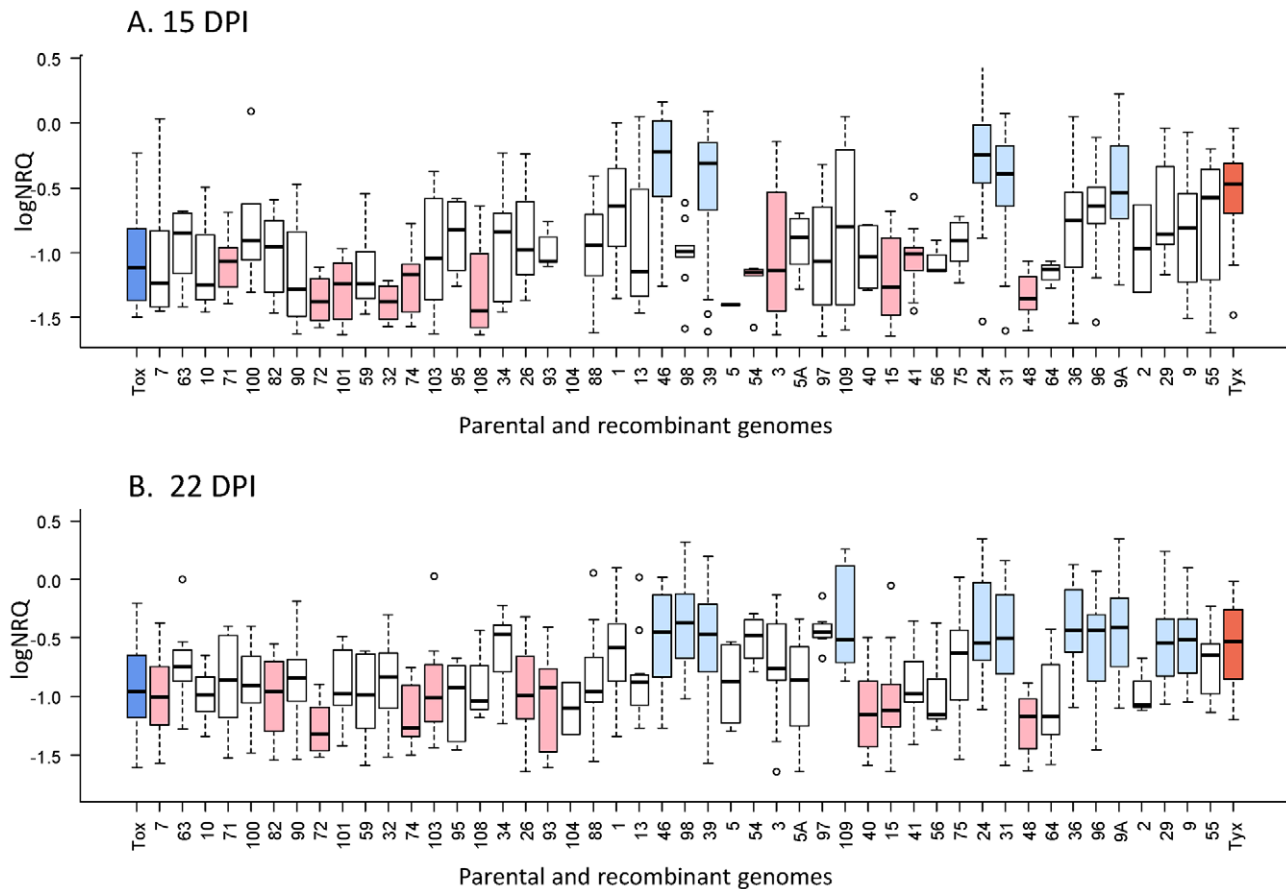 A. 15 DPI
logNRQ
0.5
0.0
-0.5
-1.0
-1.5
Tox 7 63 10 71 100 82 90 72 101 59 32 74 103 95 108 34 26 93 104 88 1 13 46 98 39 5 54 3 5A 97 109 40 15 41 56 75 24 31 48 64 36 96 9A 2 29 9 55 Tyx
Parental and recombinant genomes
B. 22 DPI
logNRQ
0.5
0.0
-0.5
-1.0
-1.5
Tox 7 63 10 71 100 82 90 72 101 59 32 74 103 95 108 34 26 93 104 88 1 13 46 98 39 5 54 3 5A 97 109 40 15 41 56 75 24 31 48 64 36 96 9A 2 29 9 55 Tyx
Parental and recombinant genomes